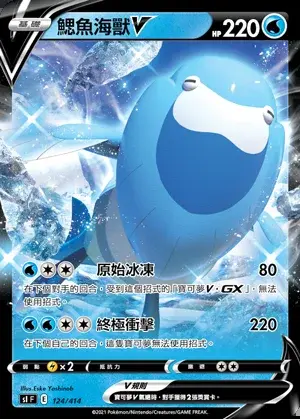 基礎 鰓魚海獸V HP 220
原始冰凍 80
在下個對手的回合，受到這個招式的「寶可夢V・GX」，無法
使用招式。
終極衝擊 220
在下個自己的回合，這隻寶可夢無法使用招式。
弱點 ×2 抵抗力 撤退
V規則
Illus. Eske Yoshinob
寶可夢V氣絕時，對手獲得2張獎賞卡。
sI F E 124/414
©2021 Pokémon/Nintendo/Creatures/GAME FREAK.